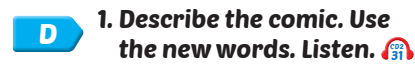 D
1. Describe the comic. Use
the new words. Listen. CD2
31